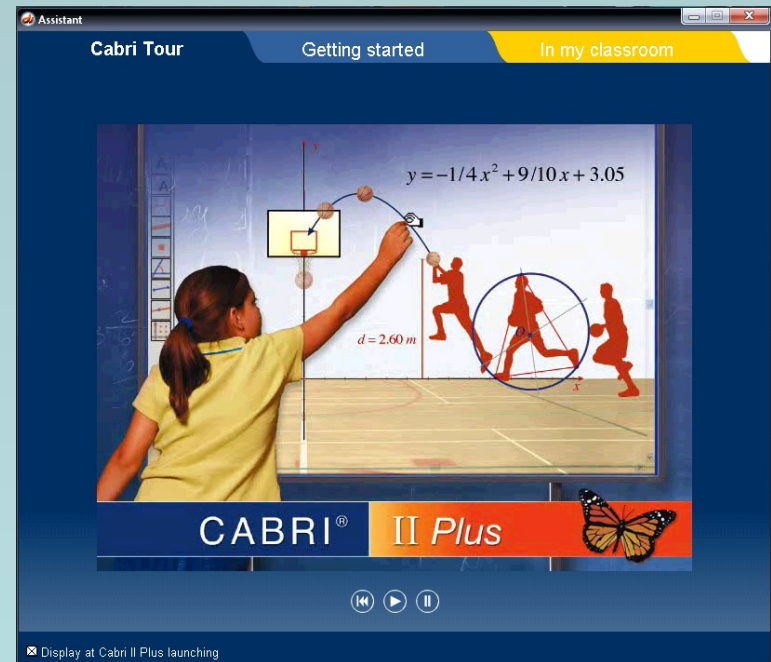 Assistant
Cabri Tour
Getting started
In my classroom
y
y = −1/4 x² + 9/10 x + 3.05
d = 2.60 m
O
x
CABRI® II Plus
Display at Cabri II Plus launching